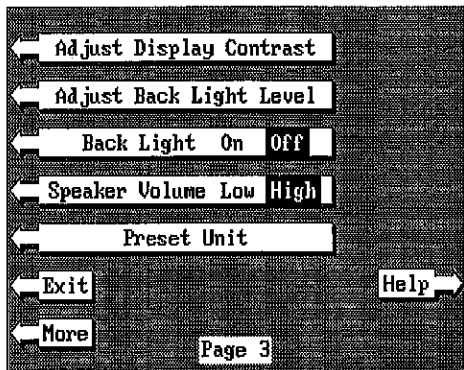 Adjust Display Contrast
Adjust Back Light Level
Back Light On Off
Speaker Volume Low High
Preset Unit
Exit Help
More
Page 3